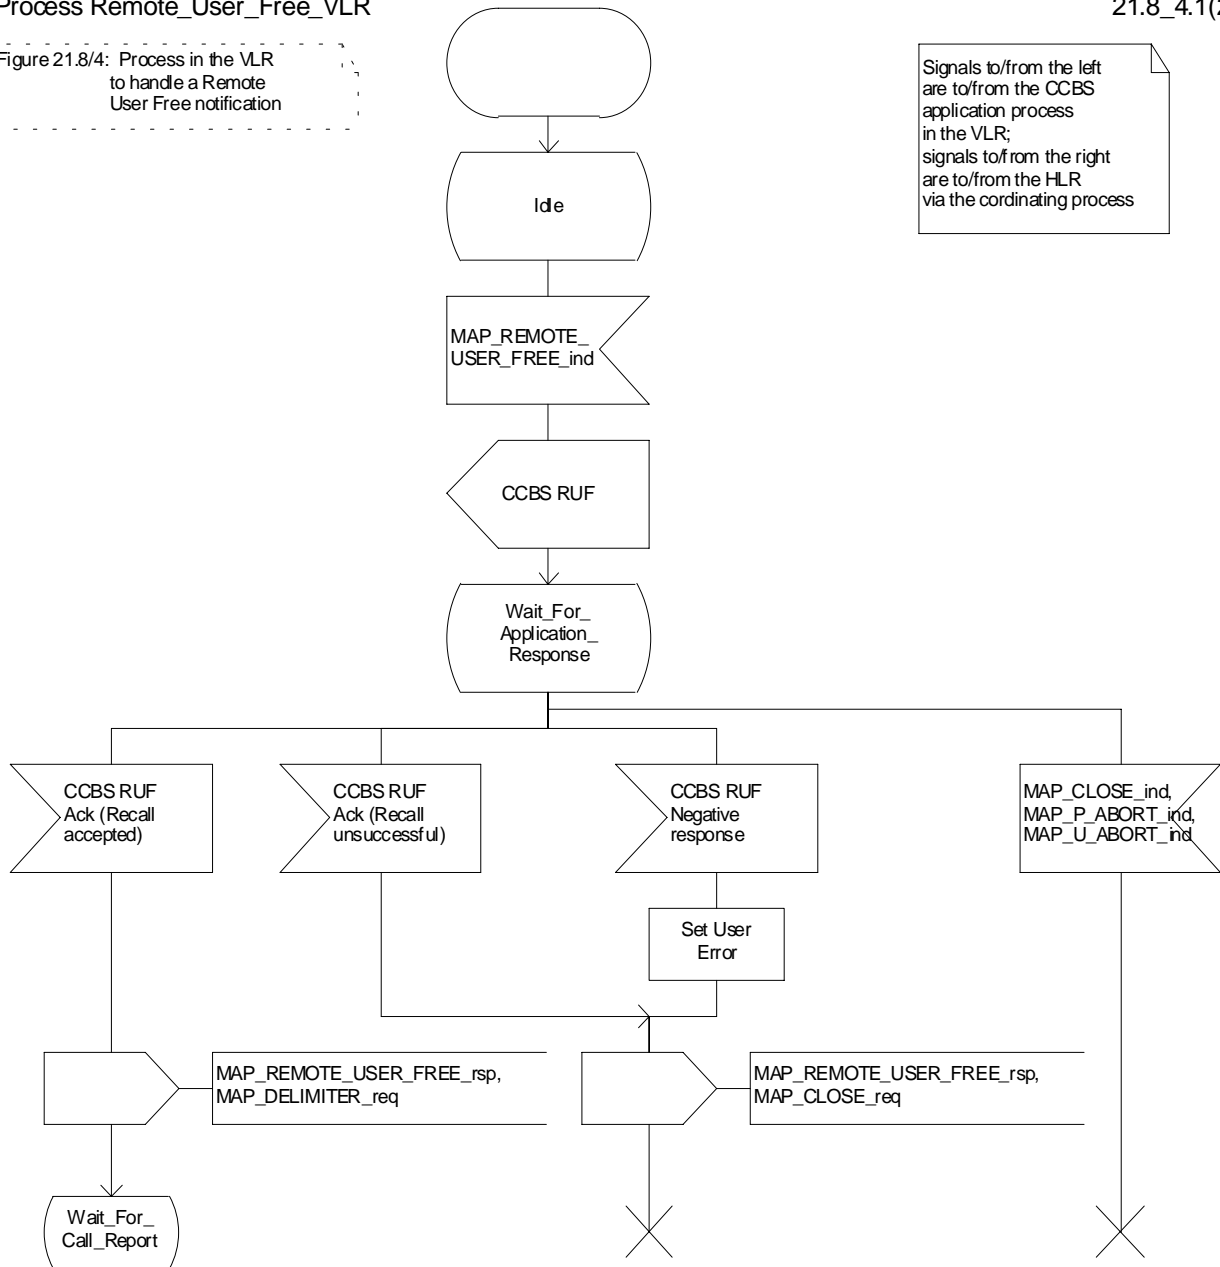 Process Remote_User_Free_VLR
21.8_4.1(2
Figure 21.8/4: Process in the VLR
to handle a Remote
User Free notification
Signals to/from the left
are to/from the CCBS
application process
in the VLR;
signals to/from the right
are to/from the HLR
via the cordinating process
Idle
MAP_REMOTE_
USER_FREE_ind
CCBS RUF
Wait_For_
Application_
Response
CCBS RUF
Ack (Recall
accepted)
CCBS RUF
Ack (Recall
unsuccessful)
CCBS RUF
Negative
response
MAP_CLOSE_ind,
MAP_P_ABORT_ind,
MAP_U_ABORT_ind
Set User
Error
MAP_REMOTE_USER_FREE_rsp,
MAP_DELIMITER_req
MAP_REMOTE_USER_FREE_rsp,
MAP_CLOSE_req
Wait_For_
Call_Report